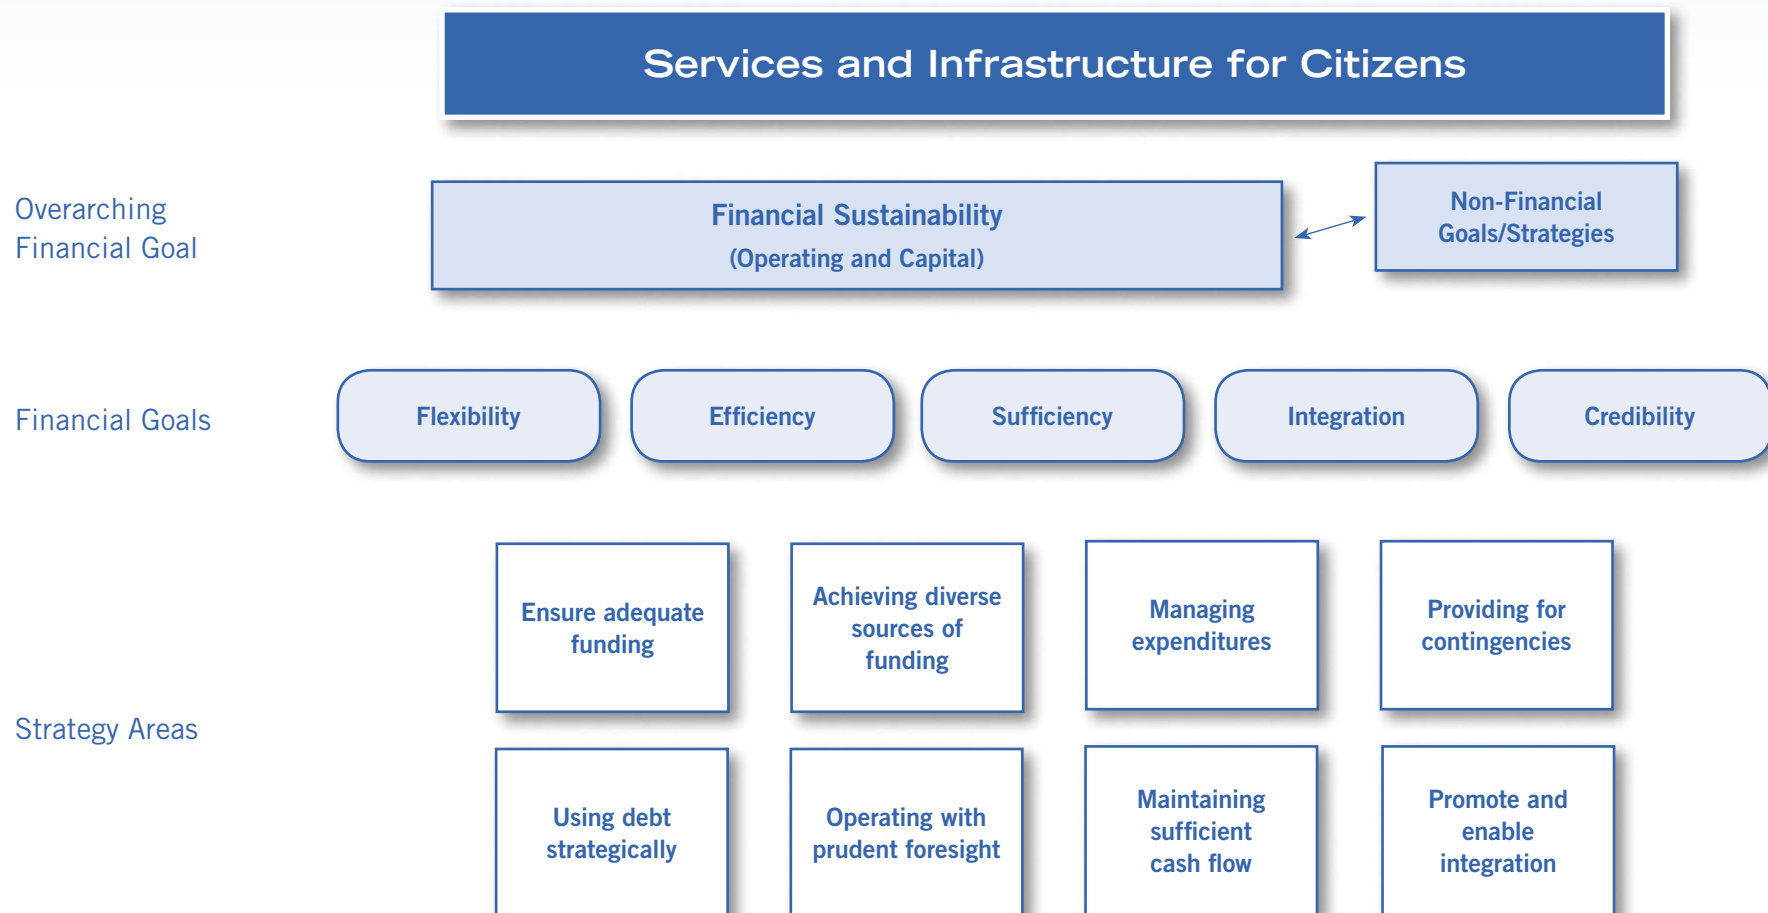 Services and Infrastructure for Citizens
Overarching
Financial Goal
Financial Sustainability
(Operating and Capital)
Non-Financial
Goals/Strategies
Financial Goals
Flexibility
Efficiency
Sufficiency
Integration
Credibility
Strategy Areas
Ensure adequate
funding
Achieving diverse
sources of
funding
Managing
expenditures
Providing for
contingencies
Using debt
strategically
Operating with
prudent foresight
Maintaining
sufficient
cash flow
Promote and
enable
integration